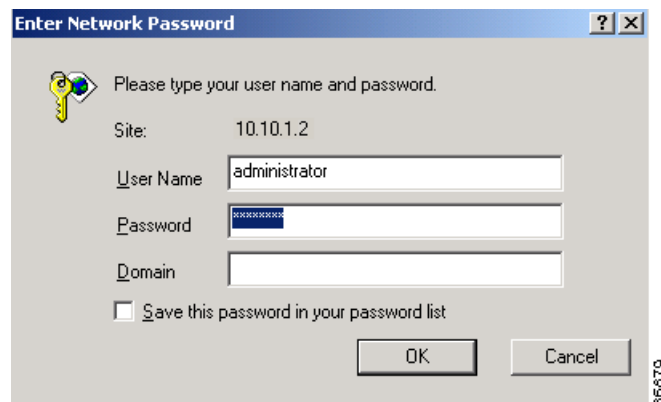 Enter Network Password
? X
Please type your user name and password.
Site: 10.10.1.2
User Name administrator
Password ********
Domain
Save this password in your password list
OK Cancel